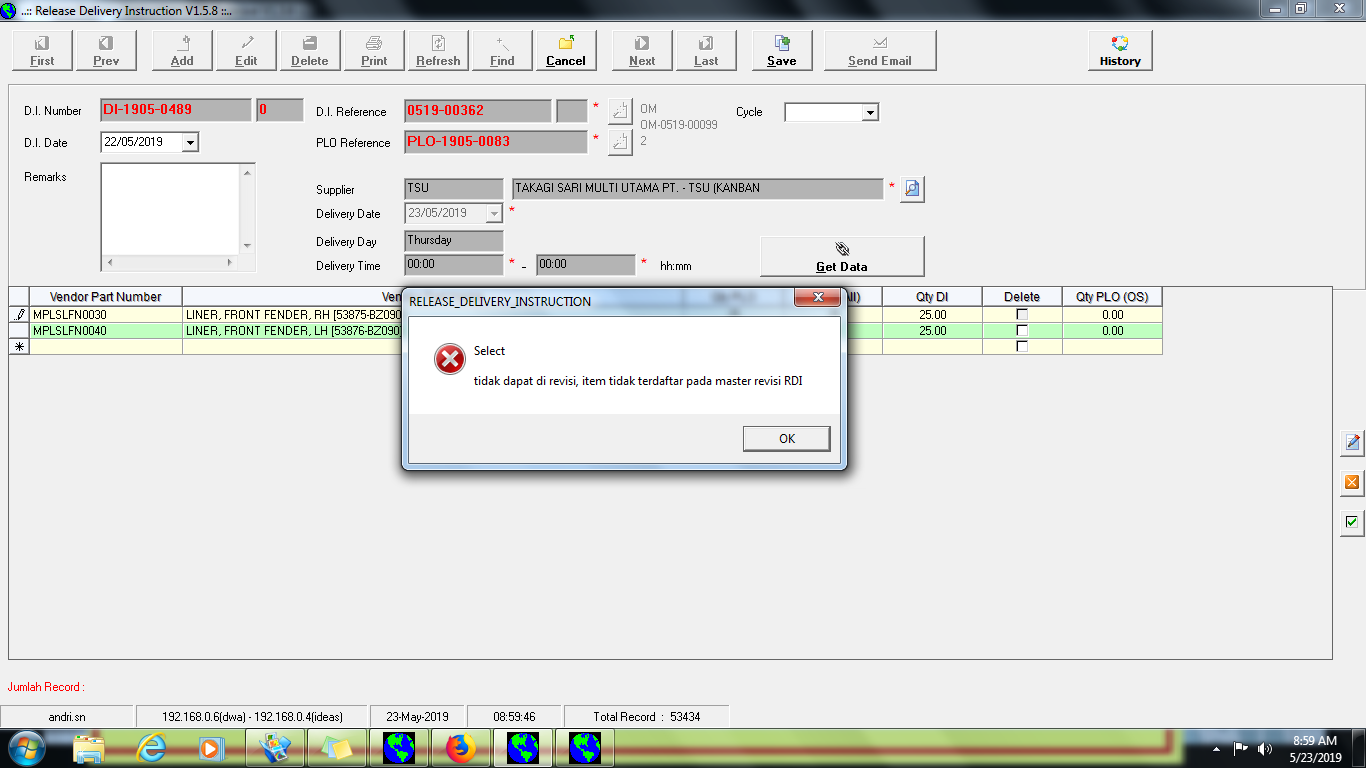 ..:: Release Delivery Instruction V1.5.8 ::..
First Prev Add Edit Delete Print Refresh Find Cancel Next Last Save Send Email History
D.I. Number DI-1905-0489 0 D.I. Reference 0519-00362 * OM Cycle
OM-0519-00099
D.I. Date 22/05/2019 PLO Reference PLO-1905-0083 * 2
Remarks
Supplier TSU TAKAGI SARI MULTI UTAMA PT. - TSU (KANBAN *
Delivery Date 23/05/2019 *
Delivery Day Thursday
Delivery Time 00:00 * - 00:00 * hh:mm Get Data
Vendor Part Number Qty DI Delete Qty PLO (OS)
MPLSLFN0030 LINER, FRONT FENDER, RH [53875-BZ090] 25.00 0.00
MPLSLFN0040 LINER, FRONT FENDER, LH [53876-BZ090] 25.00 0.00
RELEASE_DELIVERY_INSTRUCTION
Select
tidak dapat di revisi, item tidak terdaftar pada master revisi RDI
OK
Jumlah Record :
andri.sn 192.168.0.6(dwa) - 192.168.0.4(ideas) 23-May-2019 08:59:46 Total Record : 53434
8:59 AM
5/23/2019